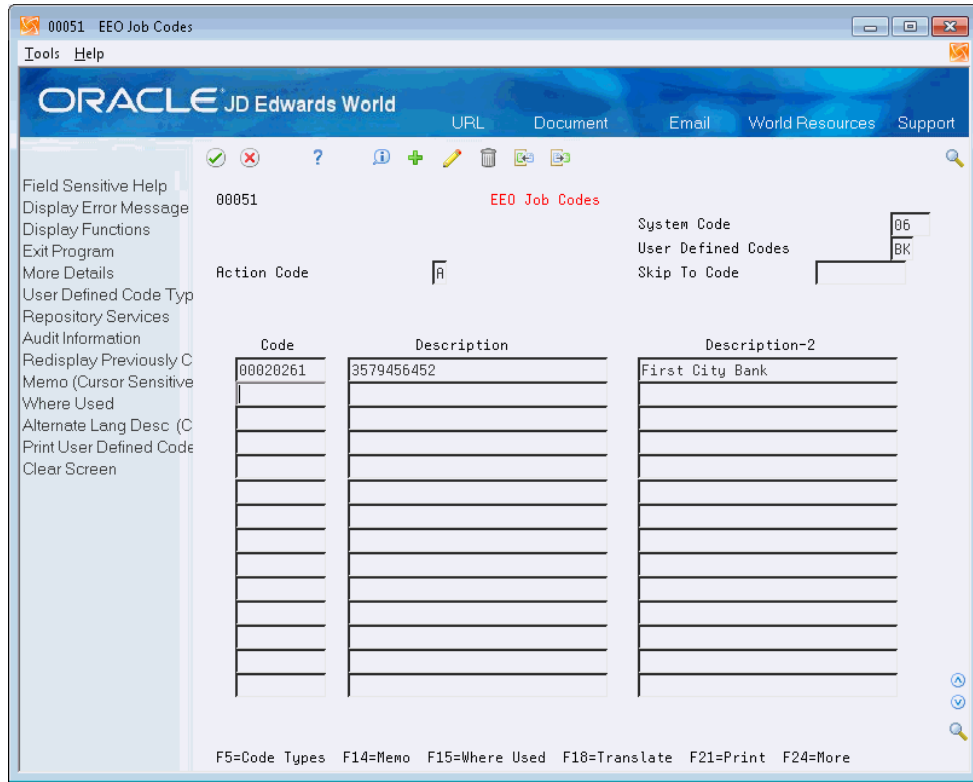 00051 EEO Job Codes
Tools Help
ORACLE JD Edwards World
URL Document Email World Resources Support
Field Sensitive Help
Display Error Message
Display Functions
Exit Program
More Details
User Defined Code Typ
Repository Services
Audit Information
Redisplay Previously C
Memo (Cursor Sensitive
Where Used
Alternate Lang Desc (C
Print User Defined Code
Clear Screen
00051 EEO Job Codes
System Code 06
User Defined Codes BK
Action Code A Skip To Code
Code Description Description-2
00020261 3579456452 First City Bank
F5=Code Types F14=Memo F15=Where Used F18=Translate F21=Print F24=More